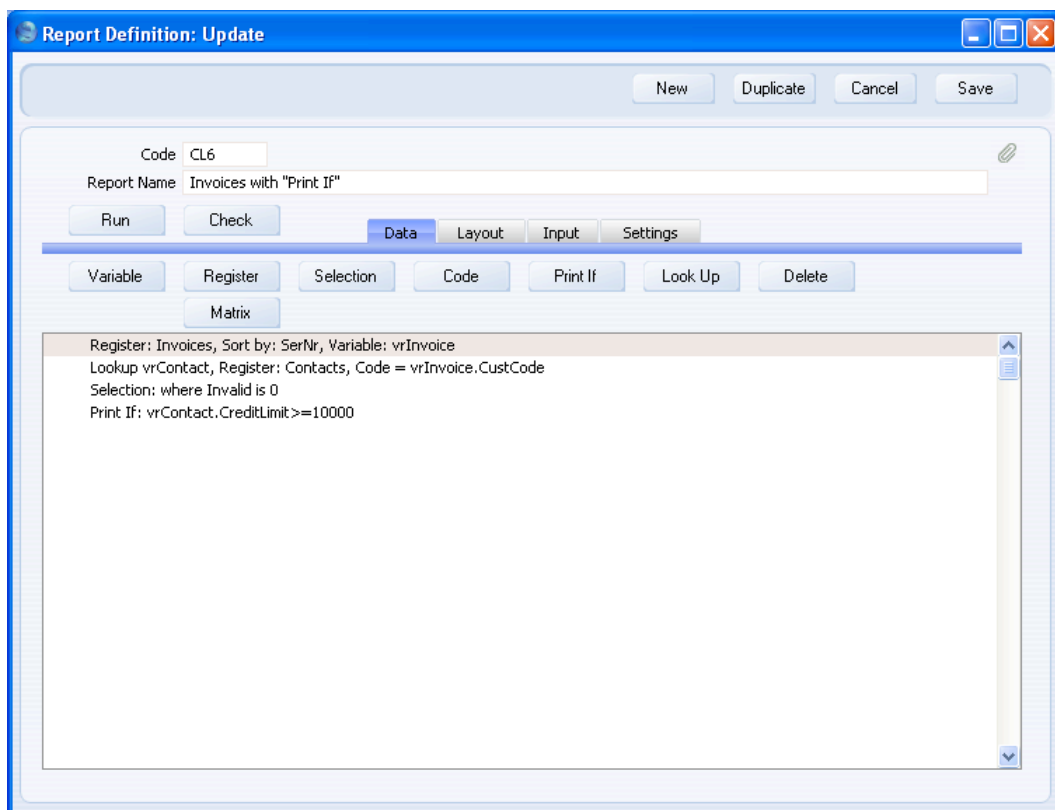 Report Definition: Update
New Duplicate Cancel Save
Code CL6
Report Name Invoices with "Print If"
Run Check
Data Layout Input Settings
Variable Register Selection Code Print If Look Up Delete
Matrix
Register: Invoices, Sort by: SerNr, Variable: vrInvoice
Lookup vrContact, Register: Contacts, Code = vrInvoice.CustCode
Selection: where Invalid is 0
Print If: vrContact.CreditLimit>=10000